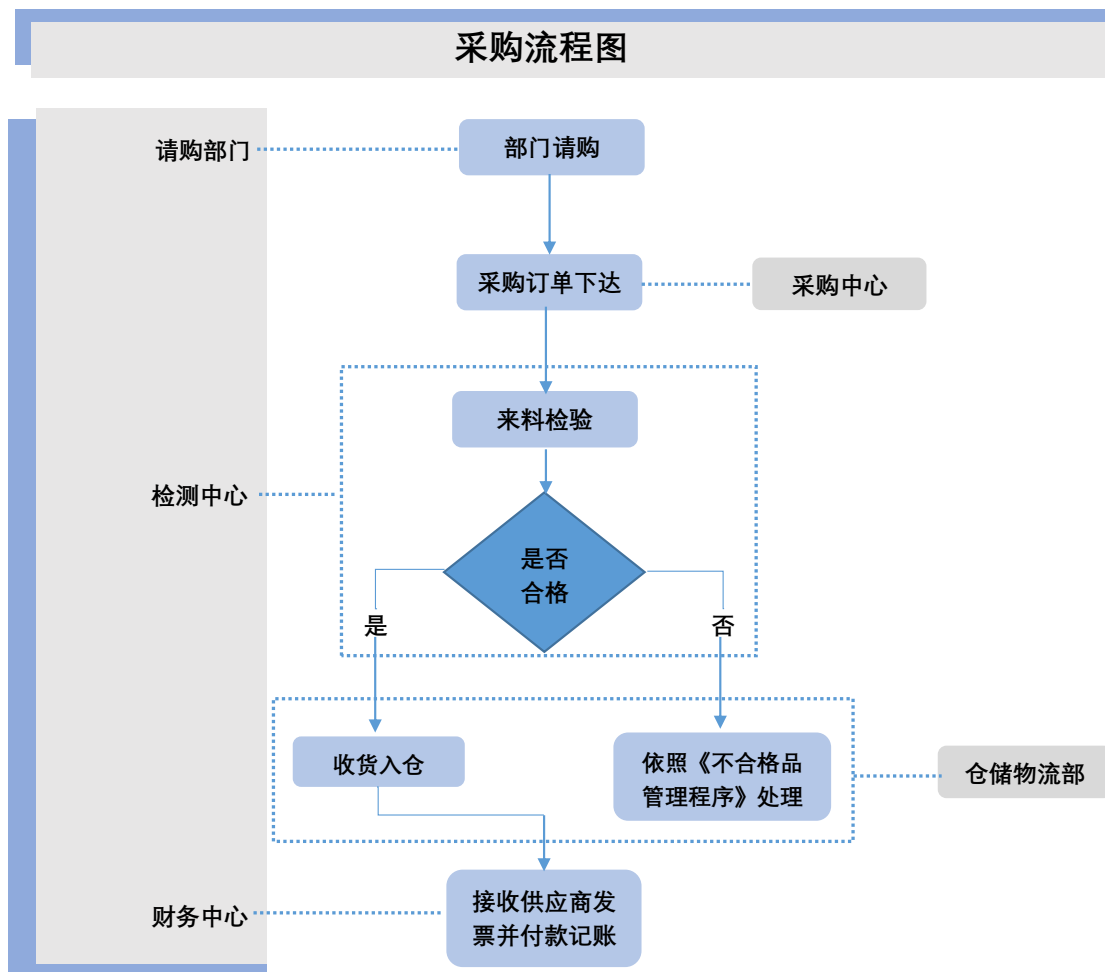 采购流程图
请购部门
部门请购
采购订单下达
采购中心
来料检验
检测中心
是否
合格
是
否
收货入仓
依照《不合格品
管理程序》处理
仓储物流部
财务中心
接收供应商发
票并付款记账